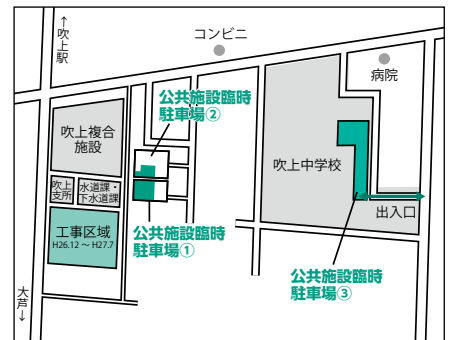 ↑吹上駅
コンビニ
病院
公共施設臨時
駐車場②
吹上複合
施設
吹上中学校
吹上
支所
水道課・
下水道課
出入口
工事区域
H26.12 ～ H27.7
公共施設臨時
駐車場①
公共施設臨時
駐車場③
大芦↓